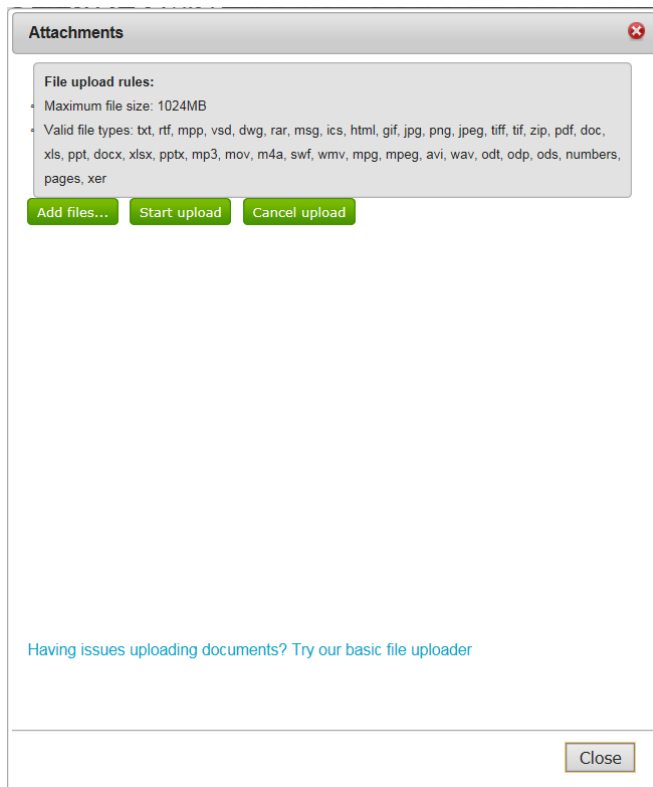 Attachments
File upload rules:
Maximum file size: 1024MB
Valid file types: txt, rtf, mpp, vsd, dwg, rar, msg, ics, html, gif, jpg, png, jpeg, tiff, tif, zip, pdf, doc,
xls, ppt, docx, xlsx, pptx, mp3, mov, m4a, swf, wmv, mpg, mpeg, avi, wav, odt, odp, ods, numbers,
pages, xer
Add files... Start upload Cancel upload
Having issues uploading documents? Try our basic file uploader
Close